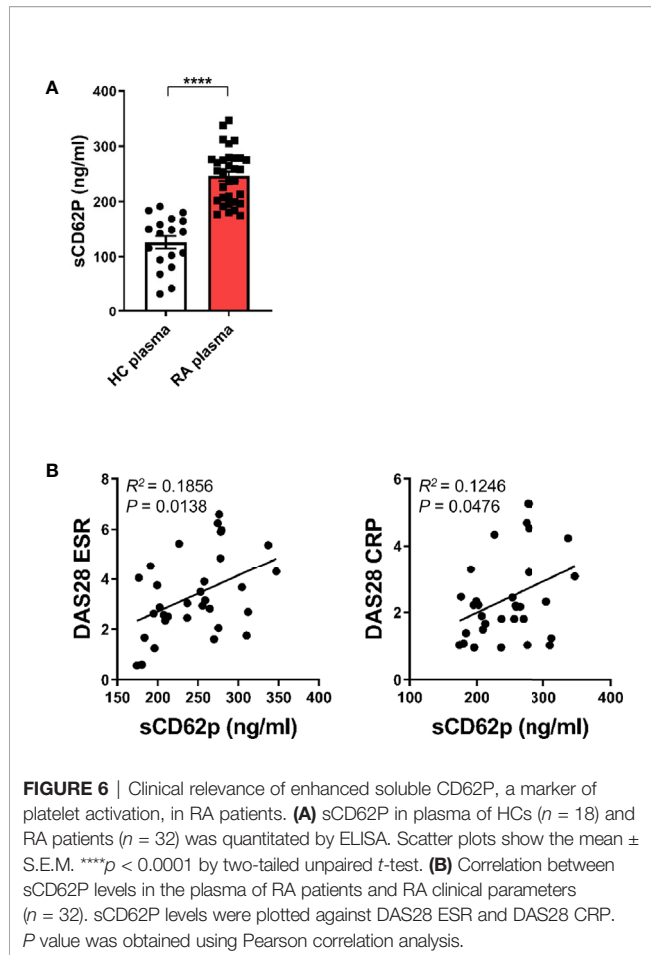 A
****
sCD62P (ng/ml)
400
300
200
100
0
HC plasma
RA plasma
B
R² = 0.1856
P = 0.0138
DAS28 ESR
8
6
4
2
0
150 200 250 300 350 400
sCD62p (ng/ml)
R² = 0.1246
P = 0.0476
DAS28 CRP
6
4
2
0
100 200 300 400
sCD62p (ng/ml)
FIGURE 6 | Clinical relevance of enhanced soluble CD62P, a marker of
platelet activation, in RA patients. (A) sCD62P in plasma of HCs (n = 18) and
RA patients (n = 32) was quantitated by ELISA. Scatter plots show the mean ±
S.E.M. ****p < 0.0001 by two-tailed unpaired t-test. (B) Correlation between
sCD62P levels in the plasma of RA patients and RA clinical parameters
(n = 32). sCD62P levels were plotted against DAS28 ESR and DAS28 CRP.
P value was obtained using Pearson correlation analysis.